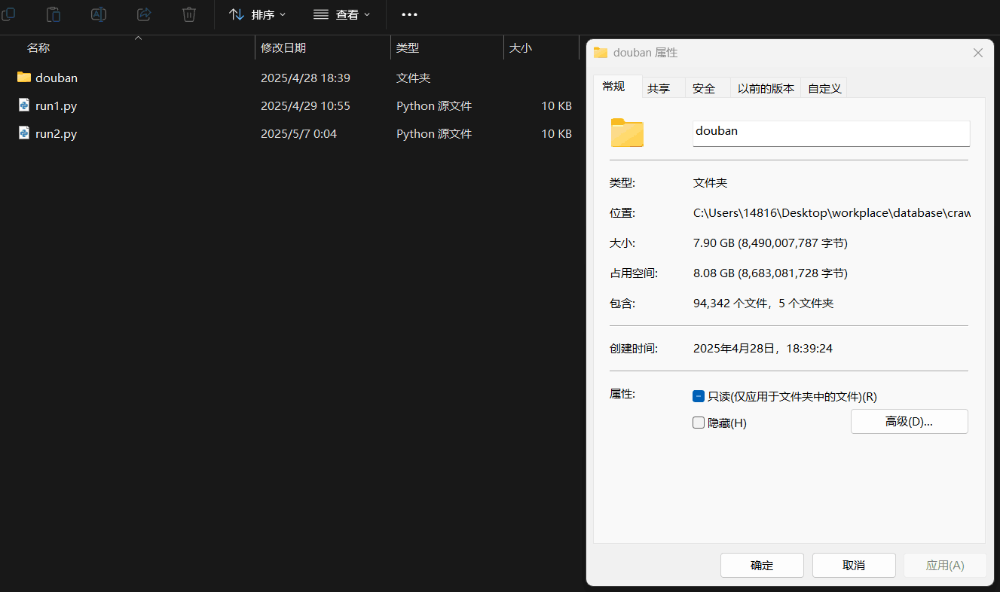 排序
查看
名称
修改日期
类型
大小
douban
2025/4/28 18:39
文件夹
run1.py
2025/4/29 10:55
Python 源文件
10 KB
run2.py
2025/5/7 0:04
Python 源文件
10 KB
douban 属性
常规
共享
安全
以前的版本
自定义
douban
类型:
文件夹
位置:
C:\Users\14816\Desktop\workplace\database\craw
大小:
7.90 GB (8,490,007,787 字节)
占用空间:
8.08 GB (8,683,081,728 字节)
包含:
94,342 个文件，5 个文件夹
创建时间:
2025年4月28日，18:39:24
属性:
只读(仅应用于文件夹中的文件)(R)
隐藏(H)
高级(D)...
确定
取消
应用(A)